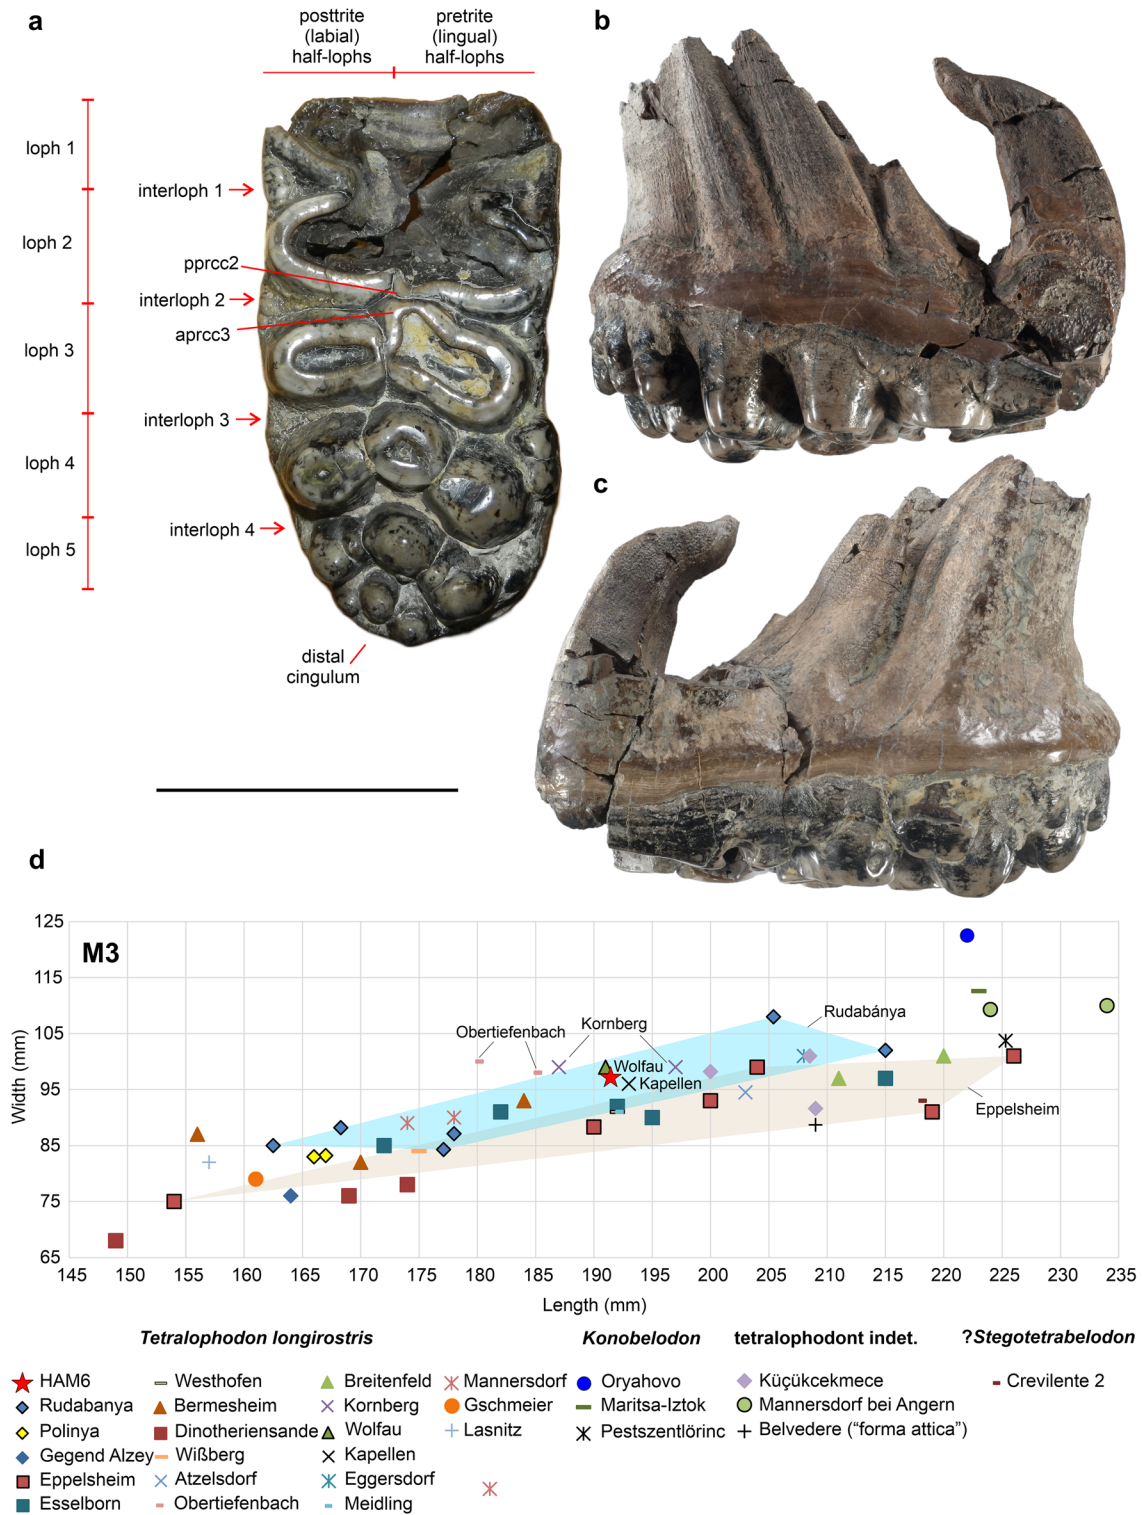 a
posttrite
(labial)
half-lophs
pretrite
(lingual)
half-lophs
b
loph 1
interloph 1
loph 2
pprcc2
interloph 2
aprcc3
loph 3
interloph 3
loph 4
interloph 4
loph 5
distal
cingulum
c
d
M3
125
115
105
95
85
75
65
Width (mm)
Obertiefenbach
Kornberg
Rudabánya
Wolfau
Kapellen
Eppelsheim
145 150 155 160 165 170 175 180 185 190 195 200 205 210 215 220 225 230 235
Length (mm)
Tetralophodon longirostris
HAM6
Rudabanya
Polinya
Gegend Alzey
Eppelsheim
Esselborn
Westhofen
Bermesheim
Dinotheriensande
Wißberg
Atzelsdorf
Obertiefenbach
Breitenfeld
Kornberg
Wolfau
Kapellen
Eggersdorf
Meidling
Mannersdorf
Gschmeier
Lasnitz
Konobelodon
Oryahovo
Maritsa-Iztok
Pestszentlörinc
tetralophodont indet.
Küçükcekmece
Mannersdorf bei Angern
Belvedere (“forma attica”)
?Stegotetrabelodon
Crevilente 2